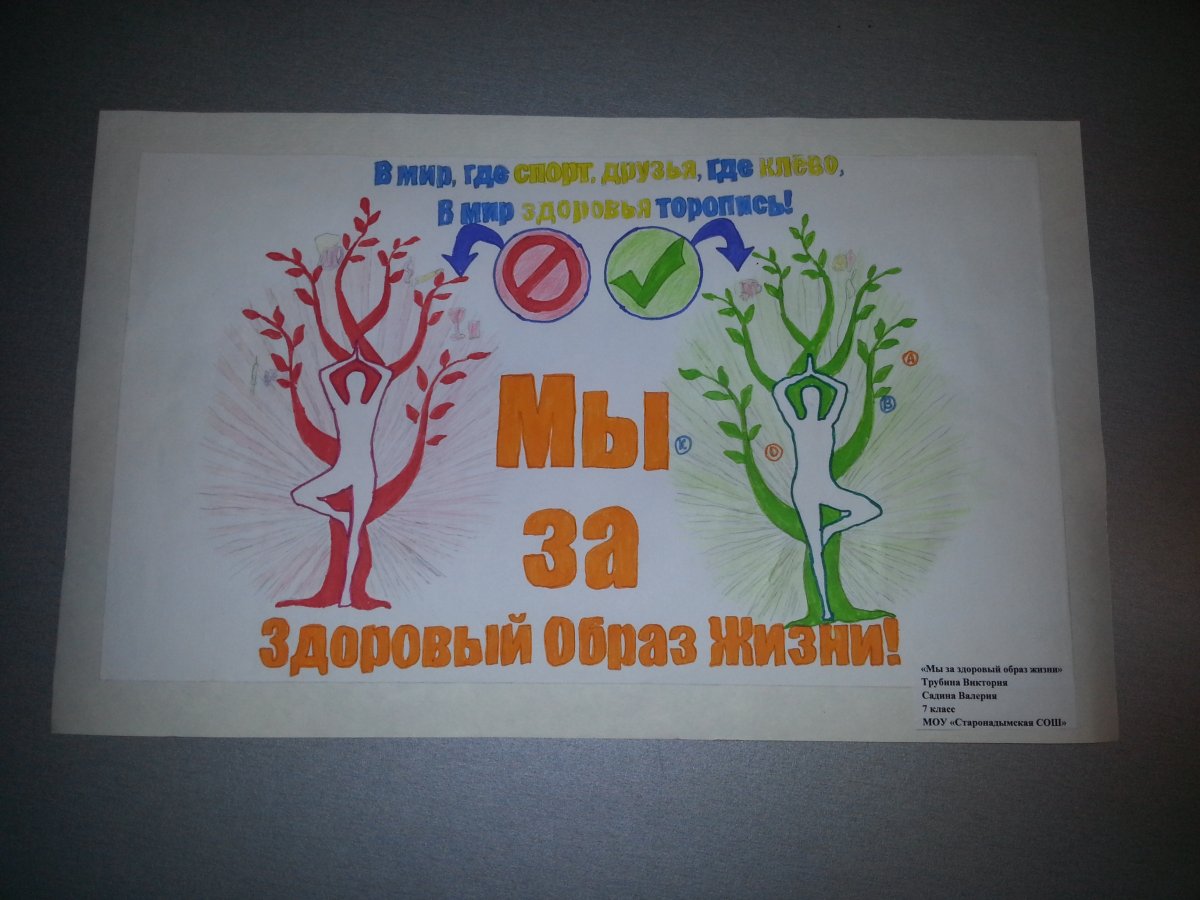 В мир, где спорт, друзья, где клёво,
В мир здоровья торопись!
Мы
за
Здоровый Образ Жизни!
К
D
В
А
«Мы за здоровый образ жизни»
Трубина Виктория
Садина Валерия
7 класс
МОУ «Старонадымская СОШ»